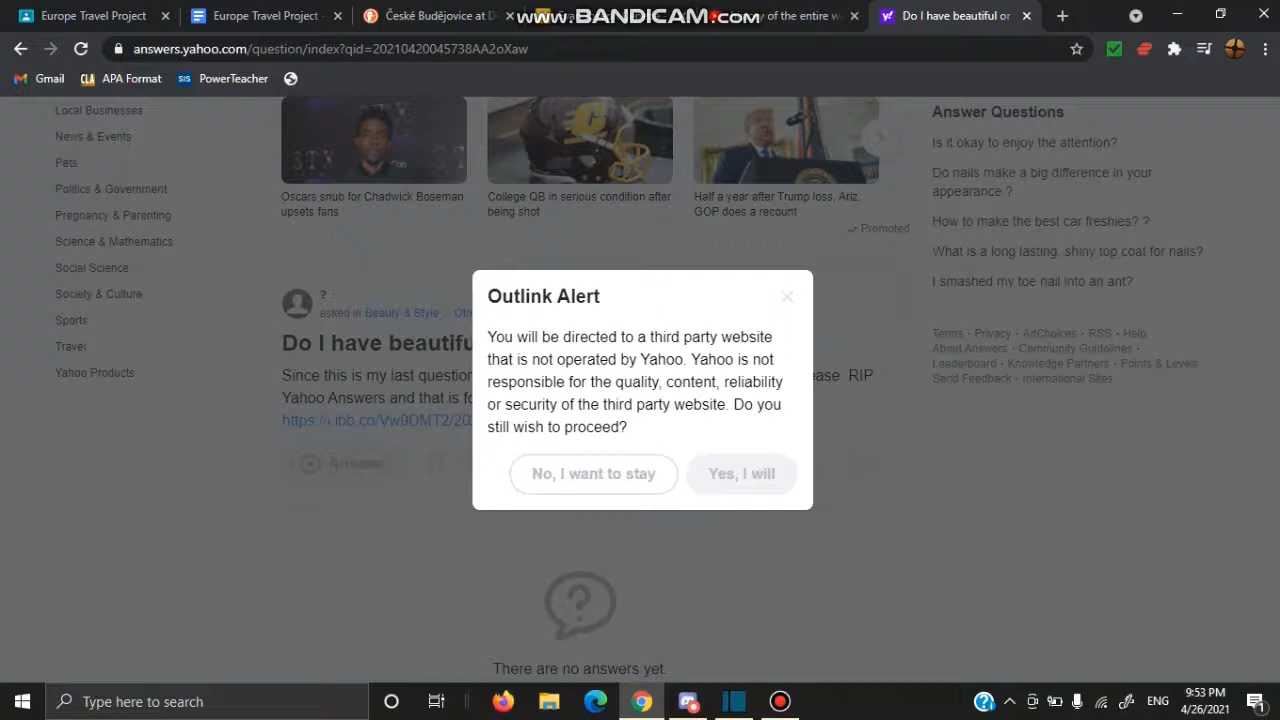 www.BANDICAM.com
Europe Travel Project
Europe Travel Project -
České Budějovice at D
y of the entire w
Do I have beautiful or
answers.yahoo.com/question/index?qid=20210420045738AA2oXaw
Gmail
APA Format
PowerTeacher
Local Businesses
News & Events
Pets
Politics & Government
Pregnancy & Parenting
Science & Mathematics
Social Science
Society & Culture
Sports
Travel
Yahoo Products
Oscars snub for Chadwick Boseman
upsets fans
College QB in serious condition after
being shot
Half a year after Trump loss, Ariz.
GOP does a recount
Promoted
?
asked in Beauty & Style
Do I have beautiful
Since this is my last question
ease RIP
Yahoo Answers and that is fo
https://i.ibb.co/Vw9DMT2/20
Answer
There are no answers yet.
Outlink Alert
You will be directed to a third party website
that is not operated by Yahoo. Yahoo is not
responsible for the quality, content, reliability
or security of the third party website. Do you
still wish to proceed?
No, I want to stay
Yes, I will
Answer Questions
Is it okay to enjoy the attention?
Do nails make a big difference in your
appearance ?
How to make the best car freshies? ?
What is a long lasting, shiny top coat for nails?
I smashed my toe nail into an ant?
Terms · Privacy · AdChoices · RSS · Help
About Answers · Community Guidelines ·
Leaderboard · Knowledge Partners · Points & Levels
Send Feedback · International Sites
Type here to search
ENG
9:53 PM
4/26/2021
1